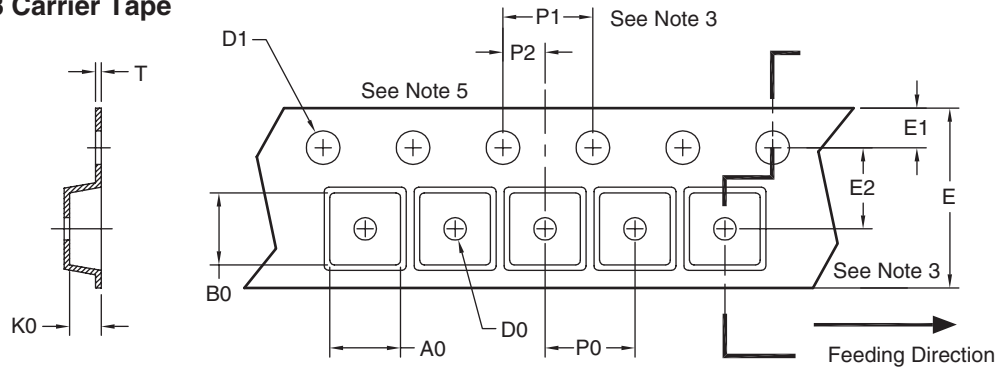 Carrier Tape
P1
See Note 3
D1
P2
T
See Note 5
E1
E2
E
B0
See Note 3
K0
D0
A0
P0
Feeding Direction